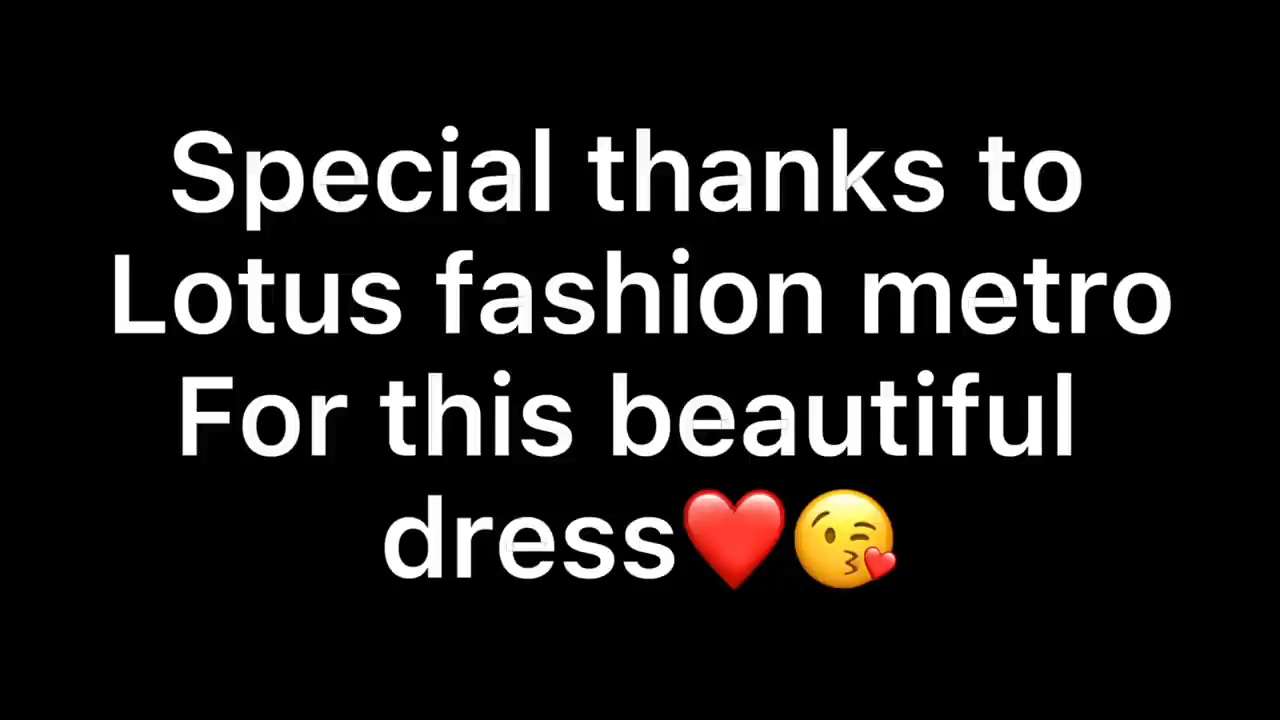 Special thanks to
Lotus fashion metro
For this beautiful
dress❤️😘